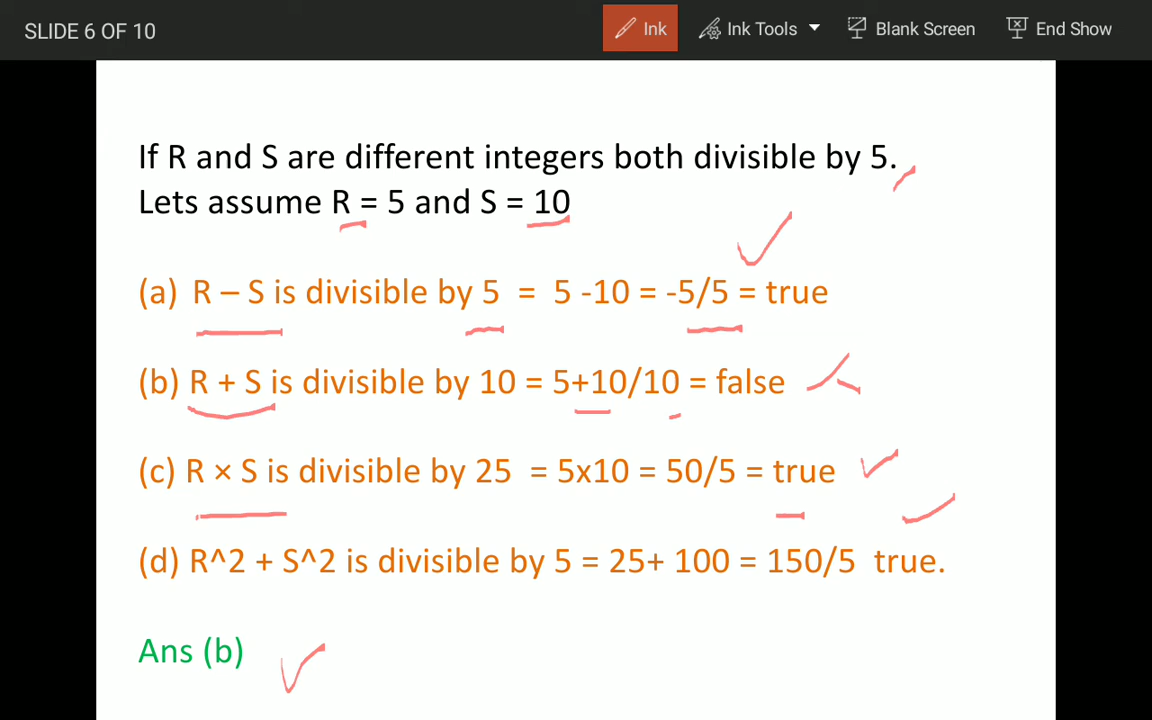 SLIDE 6 OF 10
Ink
Ink Tools
Blank Screen
End Show
If R and S are different integers both divisible by 5.
Lets assume R = 5 and S = 10
(a) R – S is divisible by 5 = 5 -10 = -5/5 = true
(b) R + S is divisible by 10 = 5+10/10 = false
(c) R × S is divisible by 25 = 5x10 = 50/5 = true
(d) R^2 + S^2 is divisible by 5 = 25+ 100 = 150/5 true.
Ans (b)